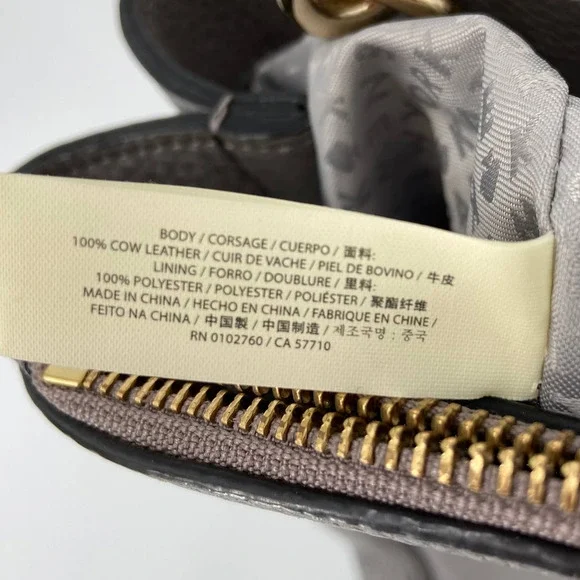 BODY / CORSAGE / CUERPO / 面料:
100% COW LEATHER / CUIR DE VACHE / PIEL DE BOVINO / 牛皮
LINING / FORRO / DOUBLURE / 里料:
100% POLYESTER / POLYESTER / POLIÉSTER / 聚酯纤维
MADE IN CHINA / HECHO EN CHINA / FABRIQUE EN CHINE /
FEITO NA CHINA / 中国製 / 中国制造 / 제조국명 : 중국
RN 0102760 / CA 57710